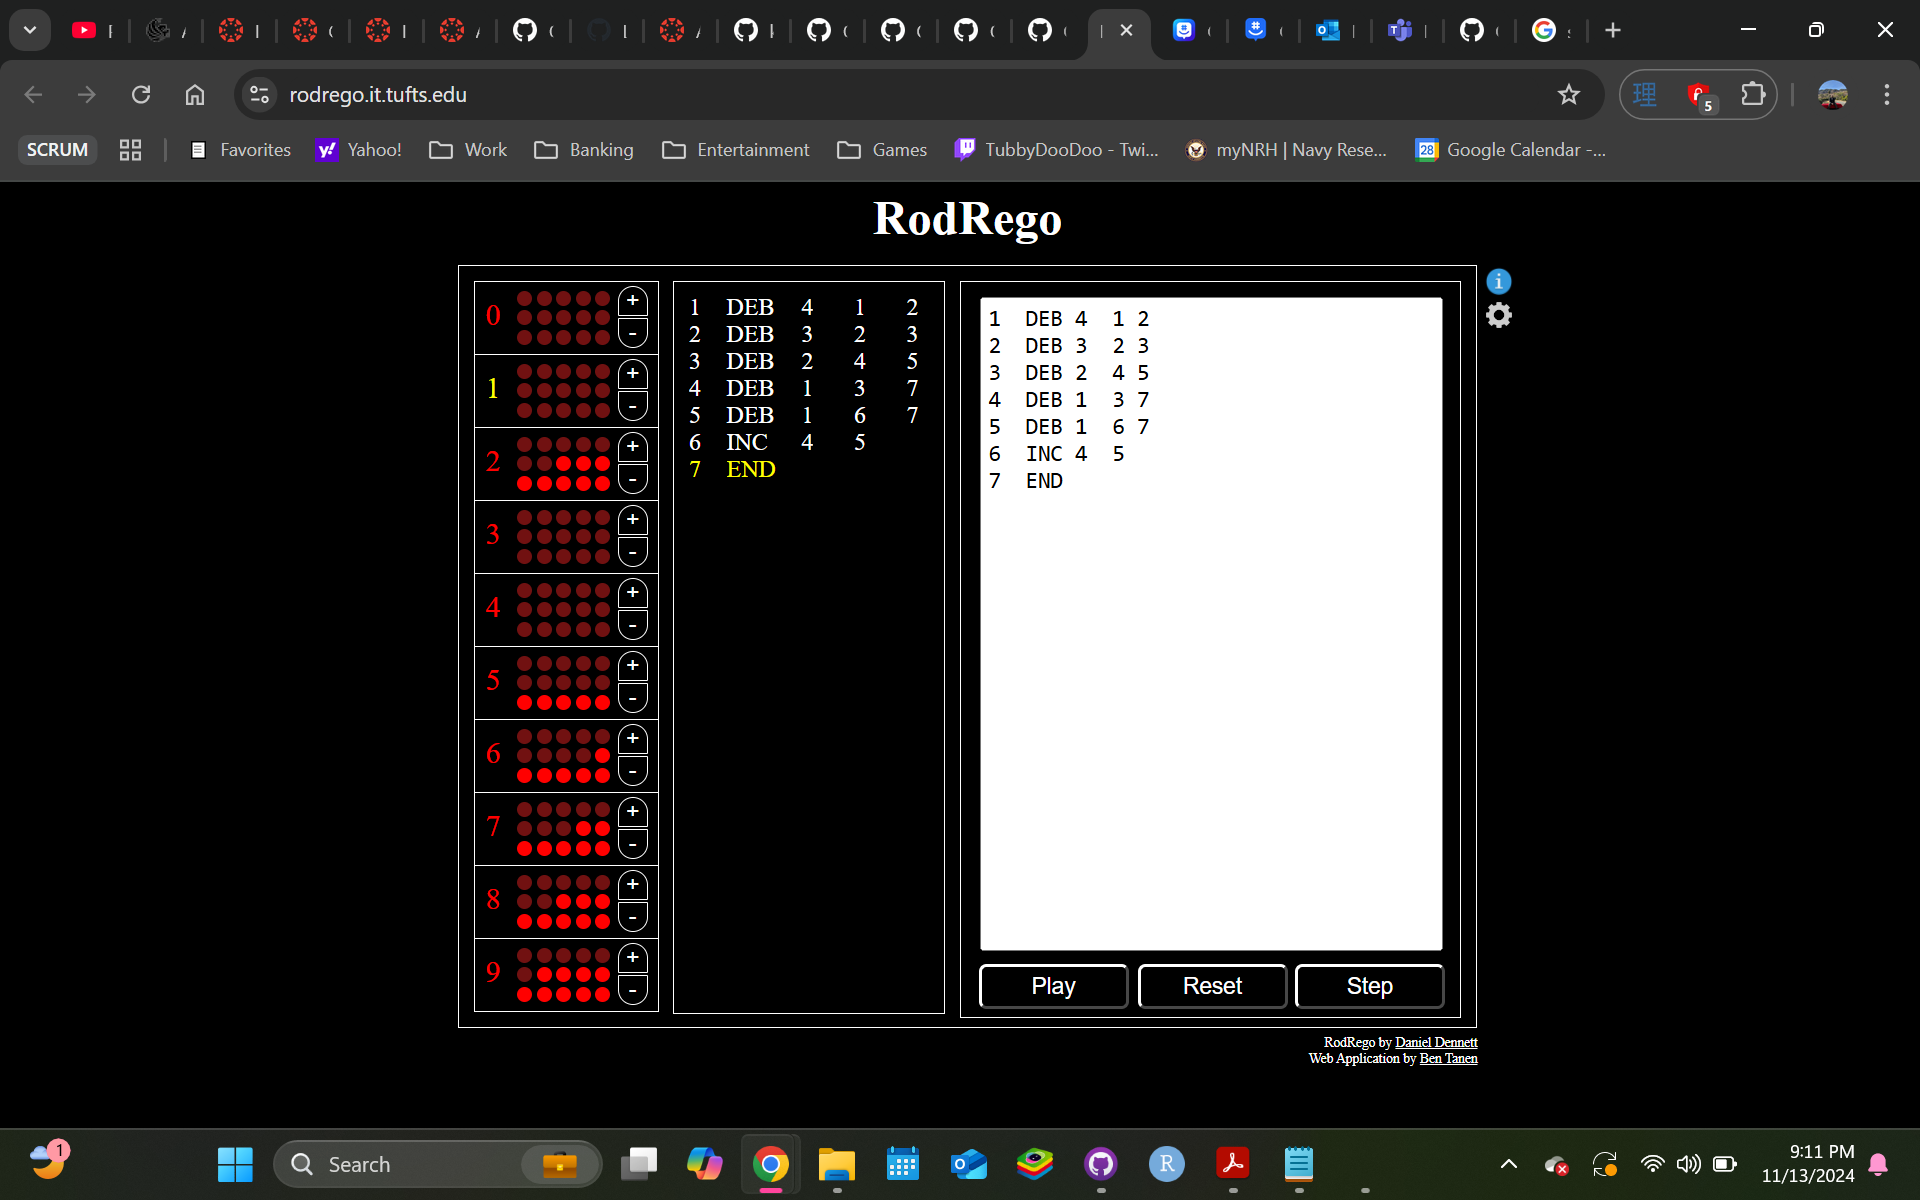 rodrego.it.tufts.edu
理
5
SCRUM
Favorites
Yahoo!
Work
Banking
Entertainment
Games
TubbyDooDoo - Twi...
myNRH | Navy Rese...
28
Google Calendar -...
RodRego
0 + -
1 + -
2 + -
3 + -
4 + -
5 + -
6 + -
7 + -
8 + -
9 + -
1 DEB 4 1 2
2 DEB 3 2 3
3 DEB 2 4 5
4 DEB 1 3 7
5 DEB 1 6 7
6 INC 4 5
7 END
1 DEB 4 1 2
2 DEB 3 2 3
3 DEB 2 4 5
4 DEB 1 3 7
5 DEB 1 6 7
6 INC 4 5
7 END
Play Reset Step
RodRego by Daniel Dennett
Web Application by Ben Tanen
1
Search
R
9:11 PM
11/13/2024